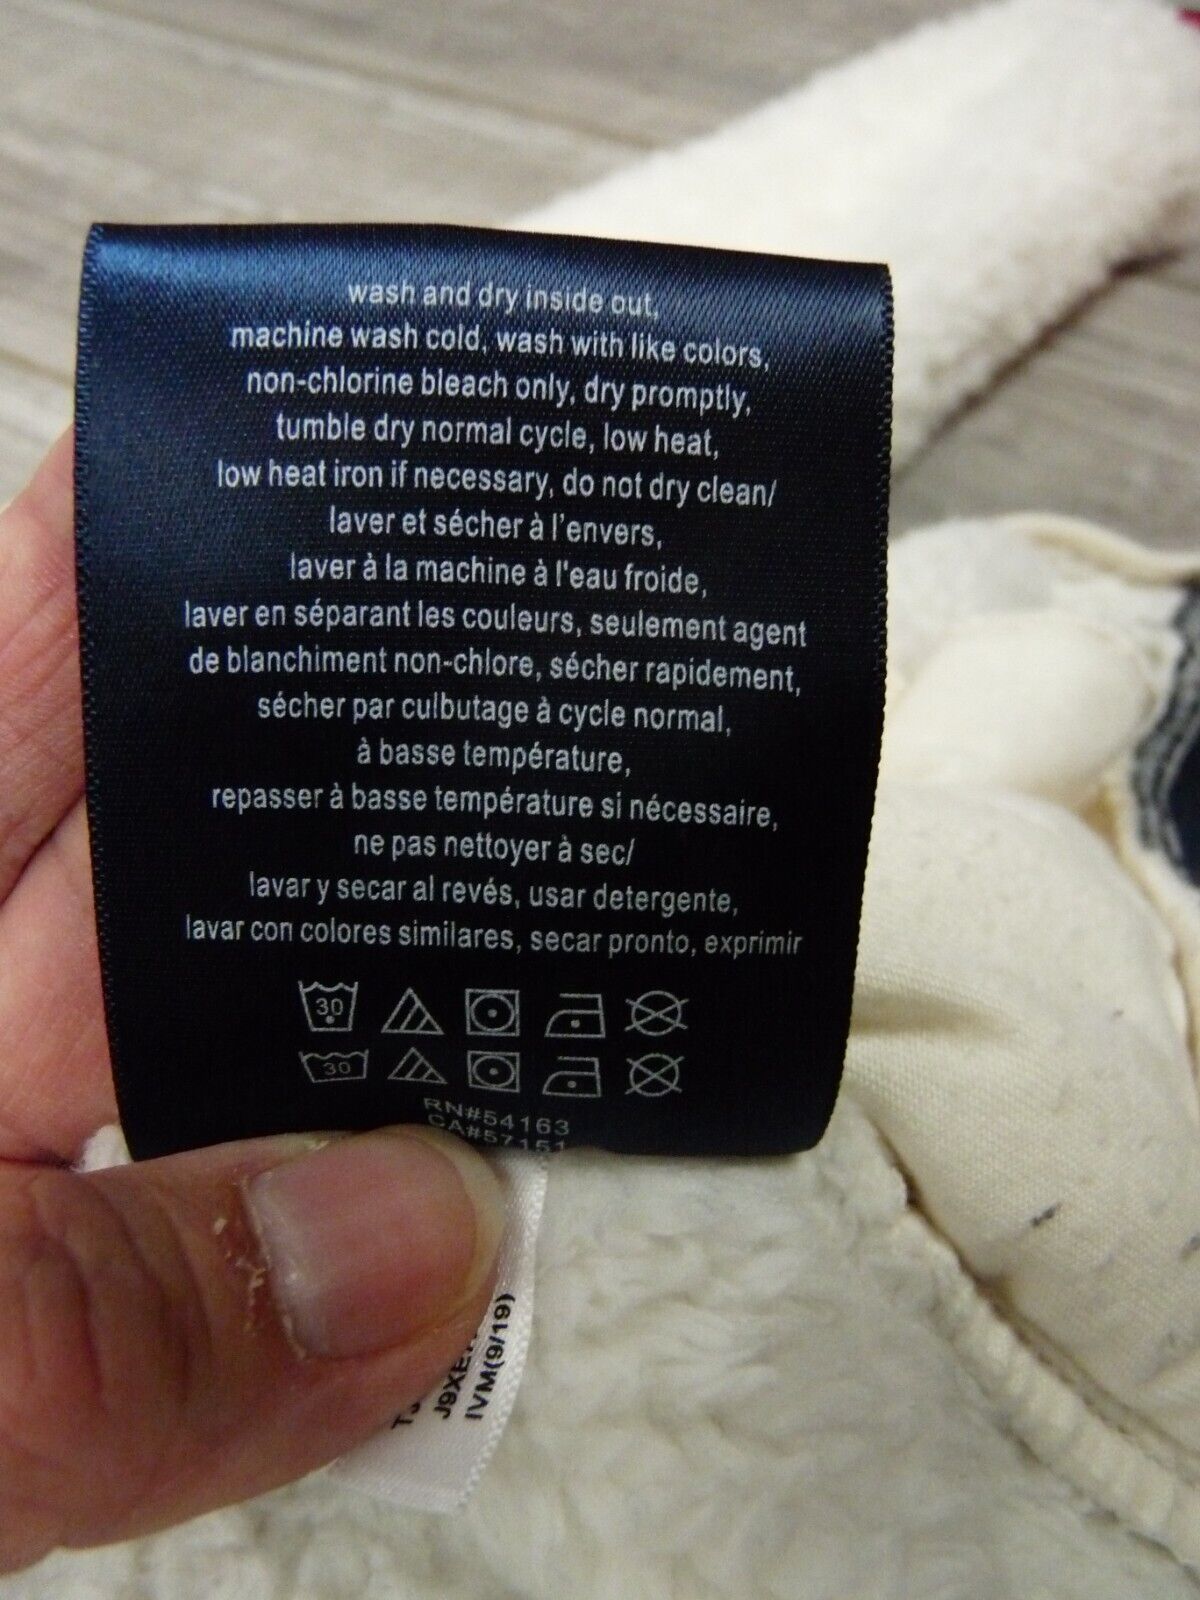 wash and dry inside out,
machine wash cold, wash with like colors,
non-chlorine bleach only, dry promptly,
tumble dry normal cycle, low heat,
low heat iron if necessary, do not dry clean/
laver et sécher à l'envers,
laver à la machine à l'eau froide,
laver en séparant les couleurs, seulement agent
de blanchiment non-chlore, sécher rapidement,
sécher par culbutage à cycle normal,
à basse température,
repasser à basse température si nécessaire,
ne pas nettoyer à sec/
lavar y secar al revés, usar detergente,
lavar con colores similares, secar pronto, exprimir
30
30
RN#54163
CA#57151
IVM(9/19)